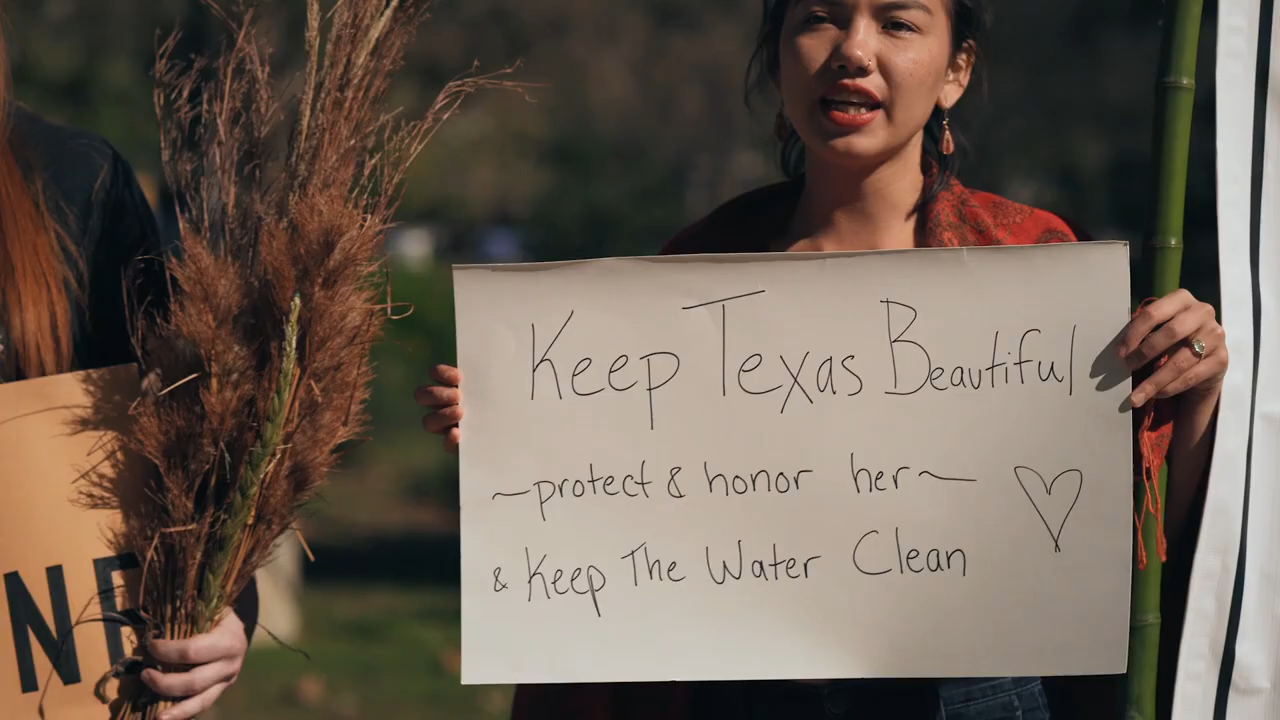 Keep Texas Beautiful
~protect & honor her~
& Keep The Water Clean